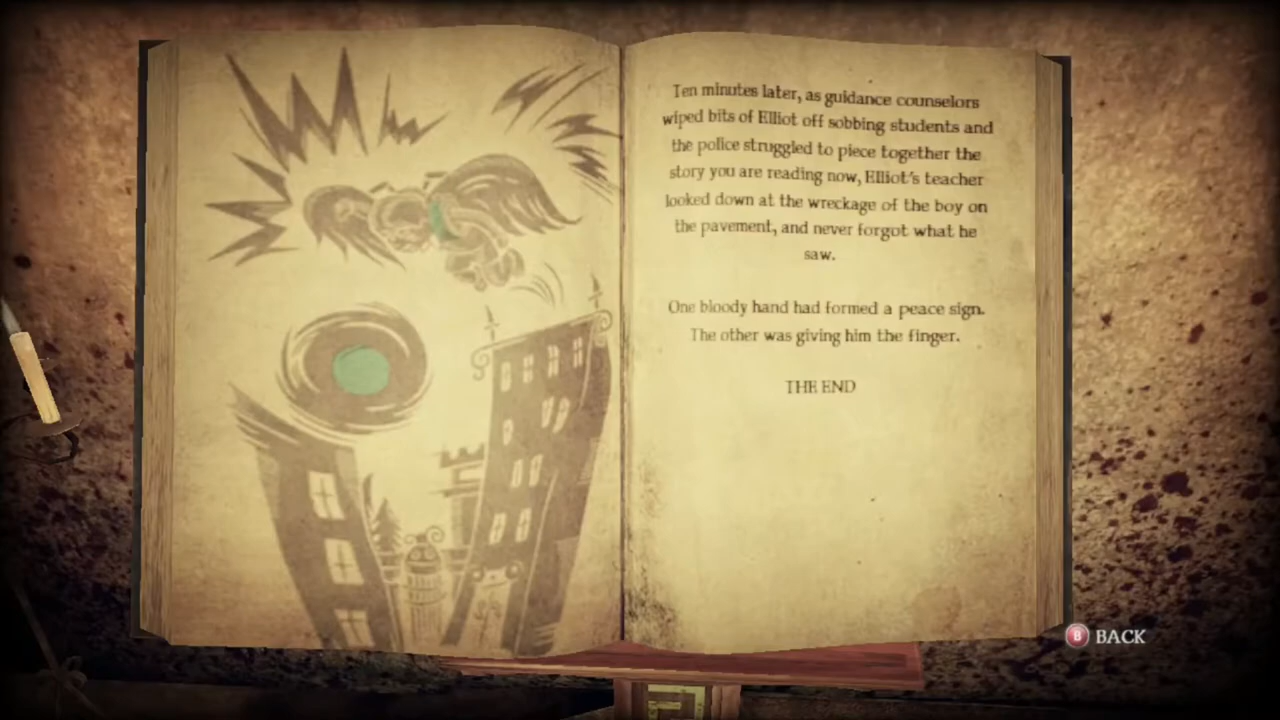 Ten minutes later, as guidance counselors
wiped bits of Elliot off sobbing students and
the police struggled to piece together the
story you are reading now, Elliot's teacher
looked down at the wreckage of the boy on
the pavement, and never forgot what he
saw.
One bloody hand had formed a peace sign.
The other was giving him the finger.
THE END
B BACK